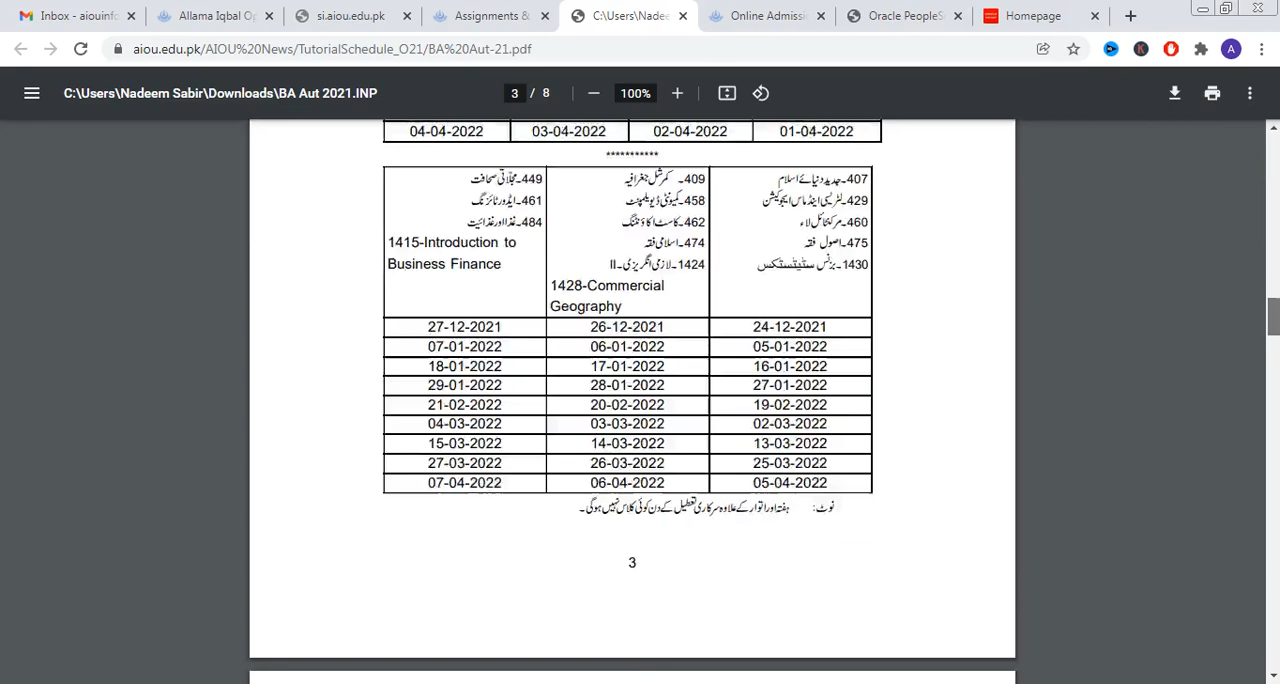 Inbox - aiouinfo
Allama Iqbal Op
si.aiou.edu.pk
Assignments &
C:\Users\Nadee
Online Admissi
Oracle PeopleS
Homepage
aiou.edu.pk/AIOU%20News/TutorialSchedule_O21/BA%20Aut-21.pdf
K
A
C:\Users\Nadeem Sabir\Downloads\BA Aut 2021.INP
3 / 8
100%
04-04-2022 03-04-2022 02-04-2022 01-04-2022
***********
449۔مجلّاتی صحافت 409۔ کمرشل جغرافیہ 407۔جدید دنیائے اسلام
461۔ایڈورٹائزنگ 458۔کمیونٹی ڈویلپمنٹ 429۔لٹریسی اینڈ ماس ایجوکیشن
484۔غذا اور غذائیت 462۔کاسٹ اکاؤنٹنگ 460۔مرکنٹائل لاء
1415-Introduction to 474۔اسلامی فقہ 475۔اصول فقہ
Business Finance 1424۔لازمی انگریزی۔II 1430۔بزنس سٹیٹسٹکس
1428-Commercial
Geography
27-12-2021 26-12-2021 24-12-2021
07-01-2022 06-01-2022 05-01-2022
18-01-2022 17-01-2022 16-01-2022
29-01-2022 28-01-2022 27-01-2022
21-02-2022 20-02-2022 19-02-2022
04-03-2022 03-03-2022 02-03-2022
15-03-2022 14-03-2022 13-03-2022
27-03-2022 26-03-2022 25-03-2022
07-04-2022 06-04-2022 05-04-2022
نوٹ: ہفتہ اور اتوار کے علاوہ سرکاری تعطیل کے دن کوئی کلاس نہیں ہوگی۔
3